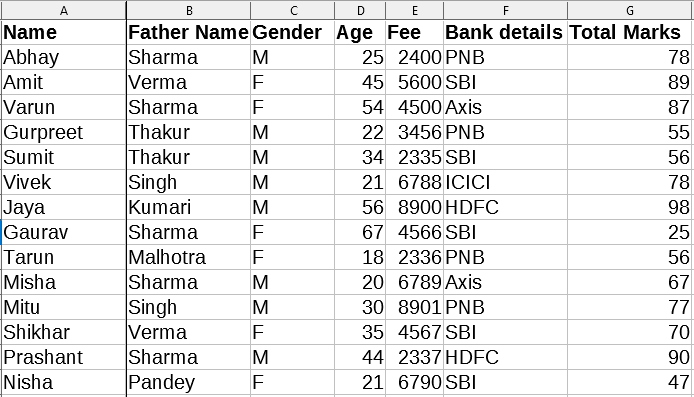 A B C D E F G
Name Father Name Gender Age Fee Bank details Total Marks
Abhay Sharma M 25 2400 PNB 78
Amit Verma F 45 5600 SBI 89
Varun Sharma F 54 4500 Axis 87
Gurpreet Thakur M 22 3456 PNB 55
Sumit Thakur M 34 2335 SBI 56
Vivek Singh M 21 6788 ICICI 78
Jaya Kumari M 56 8900 HDFC 98
Gaurav Sharma F 67 4566 SBI 25
Tarun Malhotra F 18 2336 PNB 56
Misha Sharma M 20 6789 Axis 67
Mitu Singh M 30 8901 PNB 77
Shikhar Verma F 35 4567 SBI 70
Prashant Sharma M 44 2337 HDFC 90
Nisha Pandey F 21 6790 SBI 47